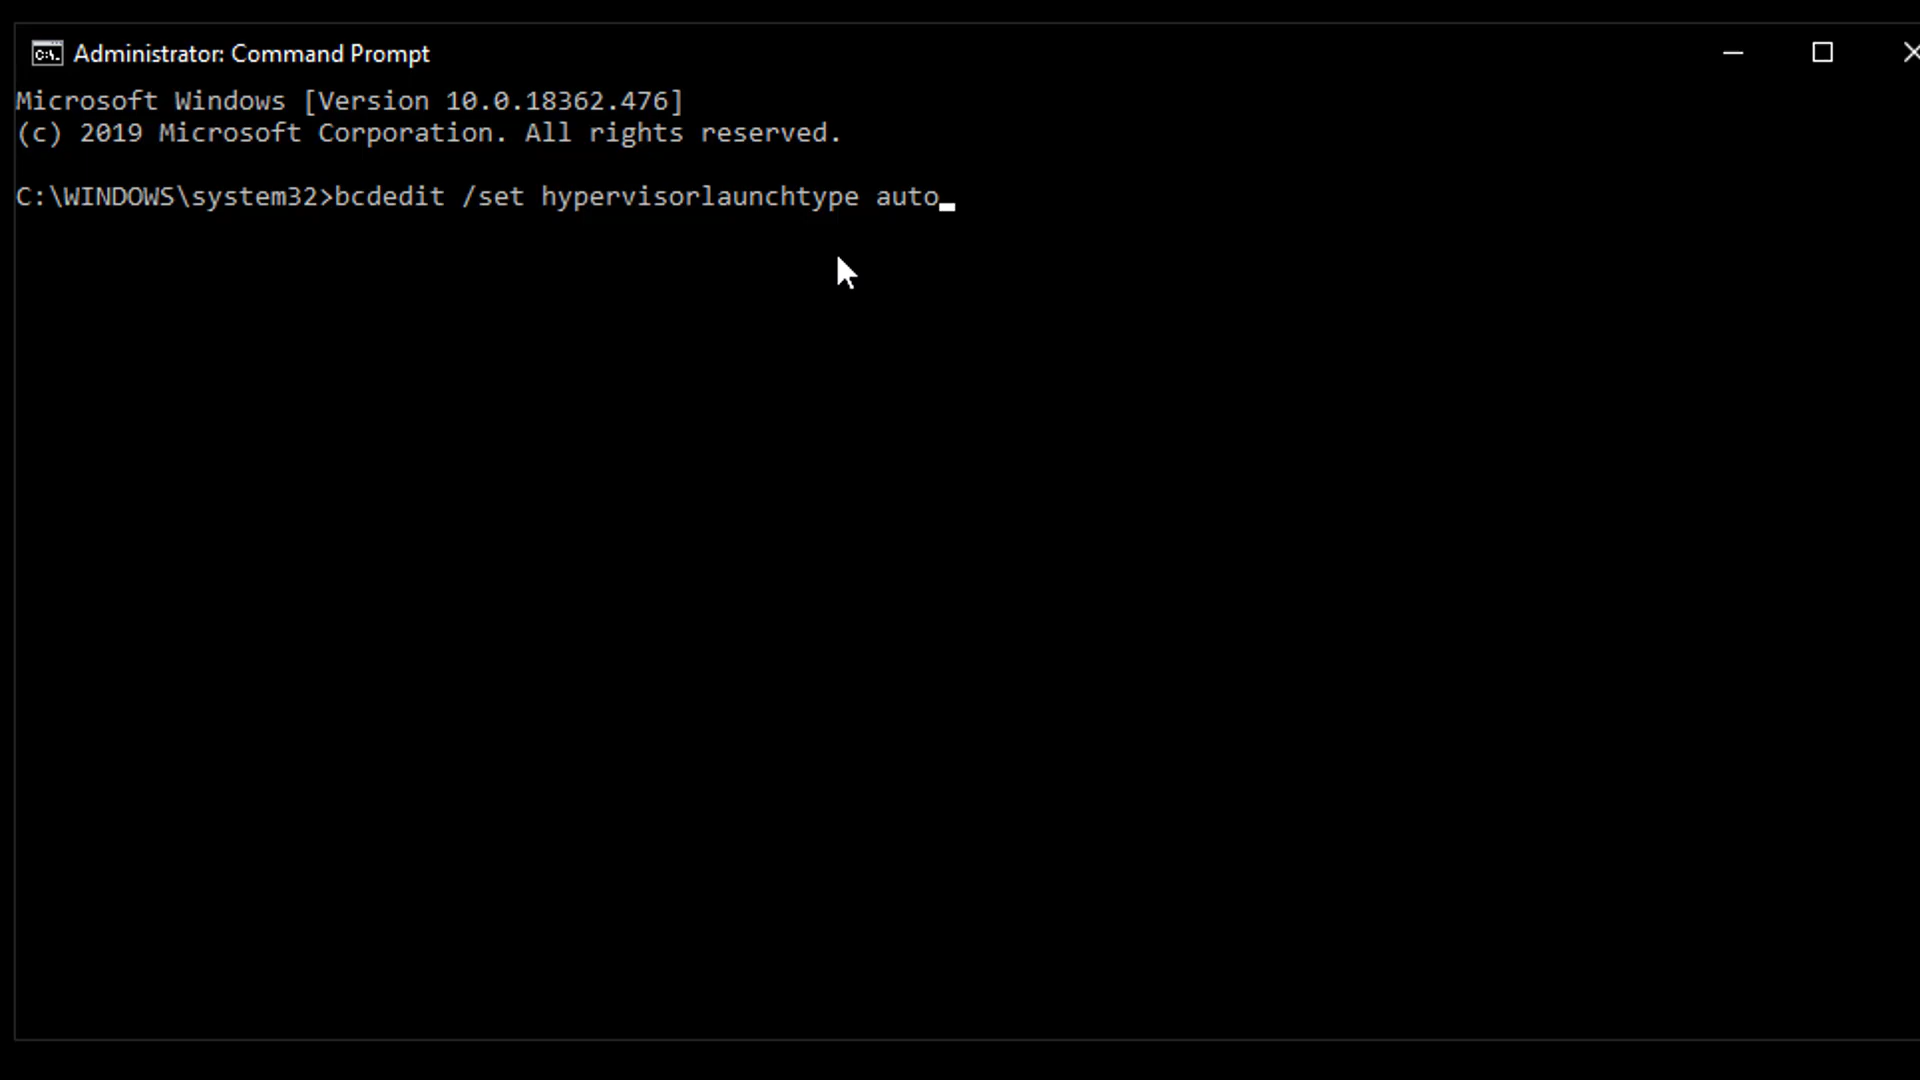 Administrator: Command Prompt
Microsoft Windows [Version 10.0.18362.476]
(c) 2019 Microsoft Corporation. All rights reserved.
C:\WINDOWS\system32>bcdedit /set hypervisorlaunchtype auto